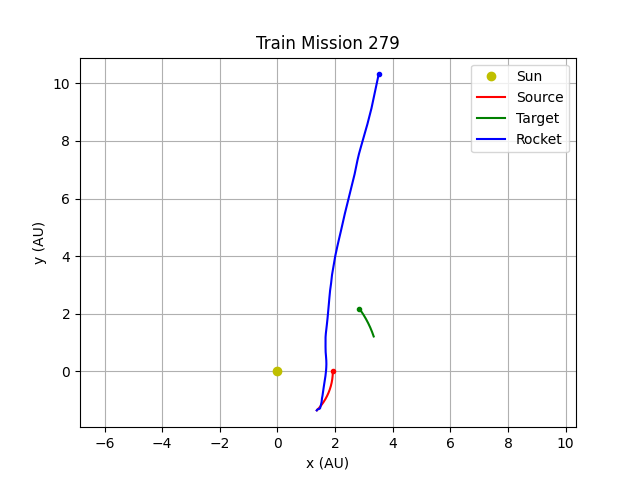 Train Mission 279
Sun
Source
Target
Rocket
10
8
6
4
2
0
y (AU)
−6 −4 −2 0 2 4 6 8 10
x (AU)